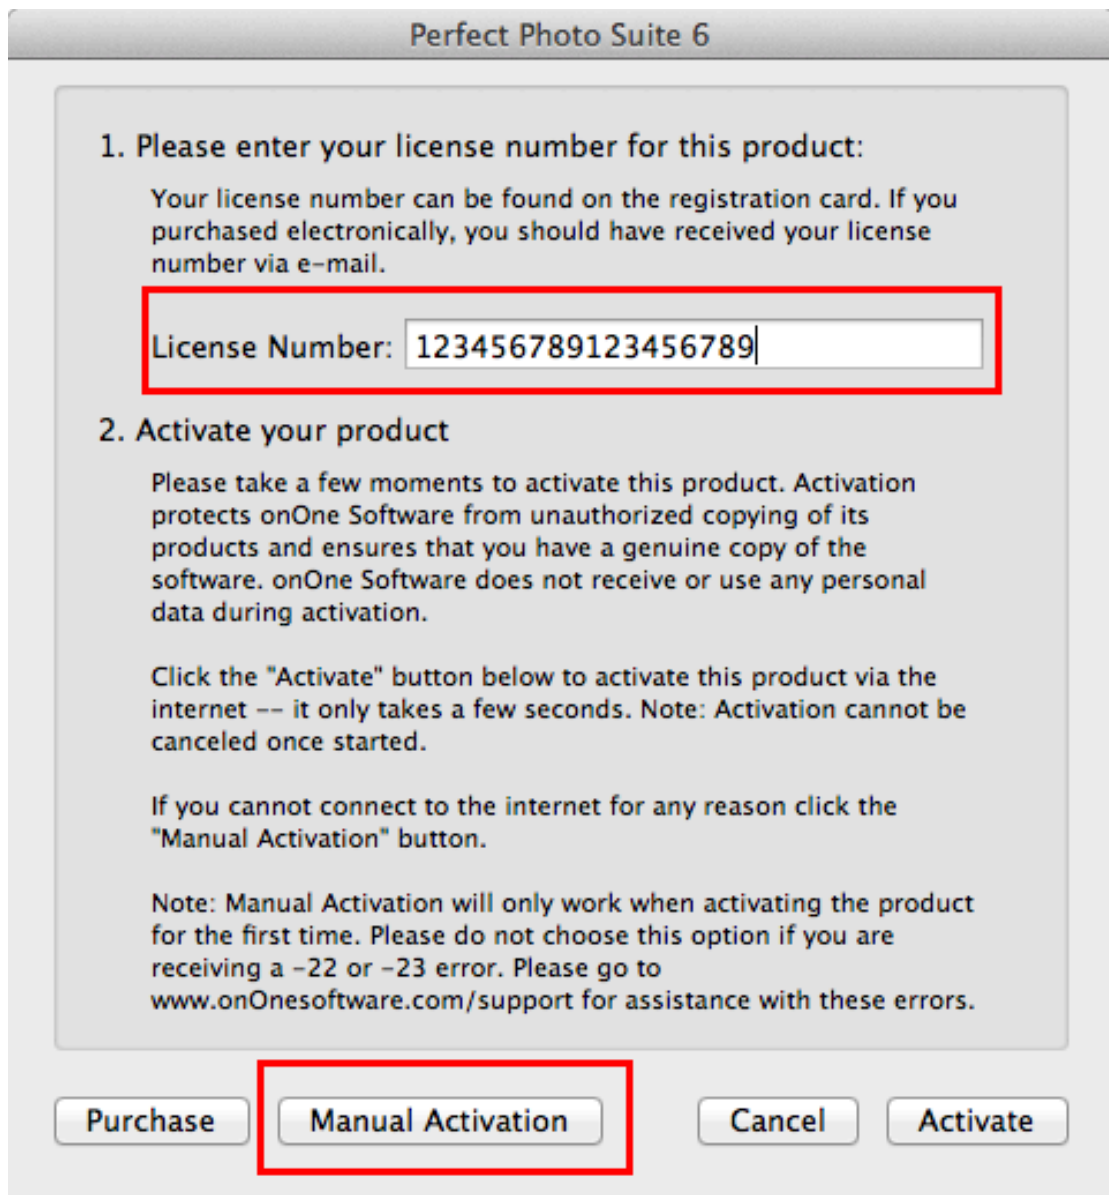 Perfect Photo Suite 6
1. Please enter your license number for this product:
Your license number can be found on the registration card. If you
purchased electronically, you should have received your license
number via e-mail.
License Number: 123456789123456789
2. Activate your product
Please take a few moments to activate this product. Activation
protects onOne Software from unauthorized copying of its
products and ensures that you have a genuine copy of the
software. onOne Software does not receive or use any personal
data during activation.
Click the "Activate" button below to activate this product via the
internet -- it only takes a few seconds. Note: Activation cannot be
canceled once started.
If you cannot connect to the internet for any reason click the
"Manual Activation" button.
Note: Manual Activation will only work when activating the product
for the first time. Please do not choose this option if you are
receiving a -22 or -23 error. Please go to
www.onOnesoftware.com/support for assistance with these errors.
Purchase Manual Activation Cancel Activate